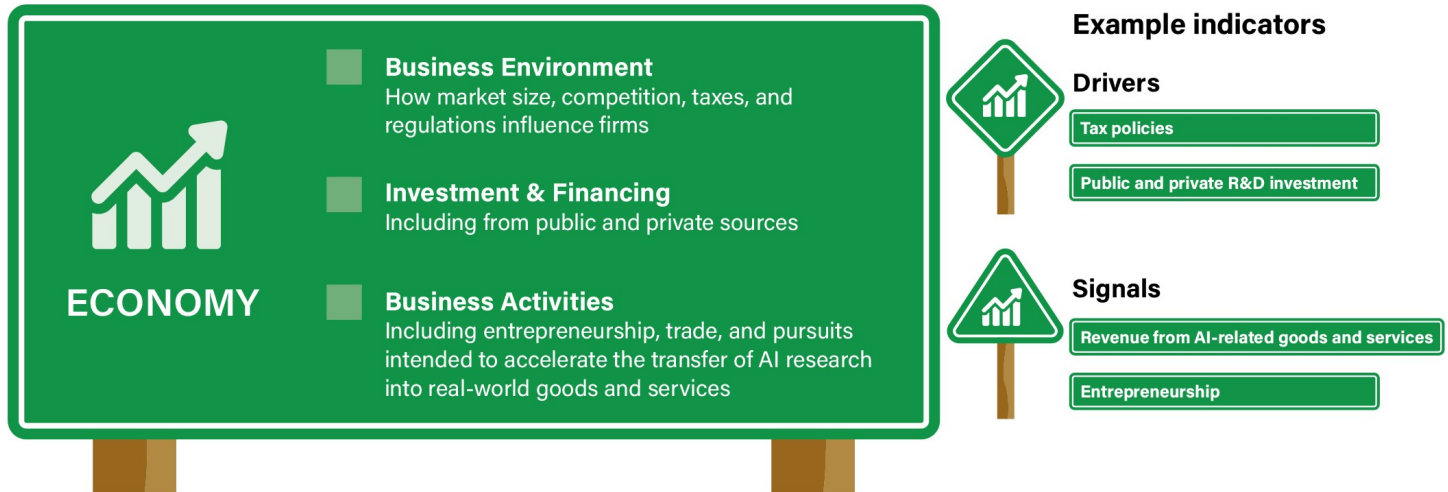 ECONOMY
Business Environment
How market size, competition, taxes, and
regulations influence firms
Investment & Financing
Including from public and private sources
Business Activities
Including entrepreneurship, trade, and pursuits
intended to accelerate the transfer of AI research
into real-world goods and services
Example indicators
Drivers
Tax policies
Public and private R&D investment
Signals
Revenue from AI-related goods and services
Entrepreneurship